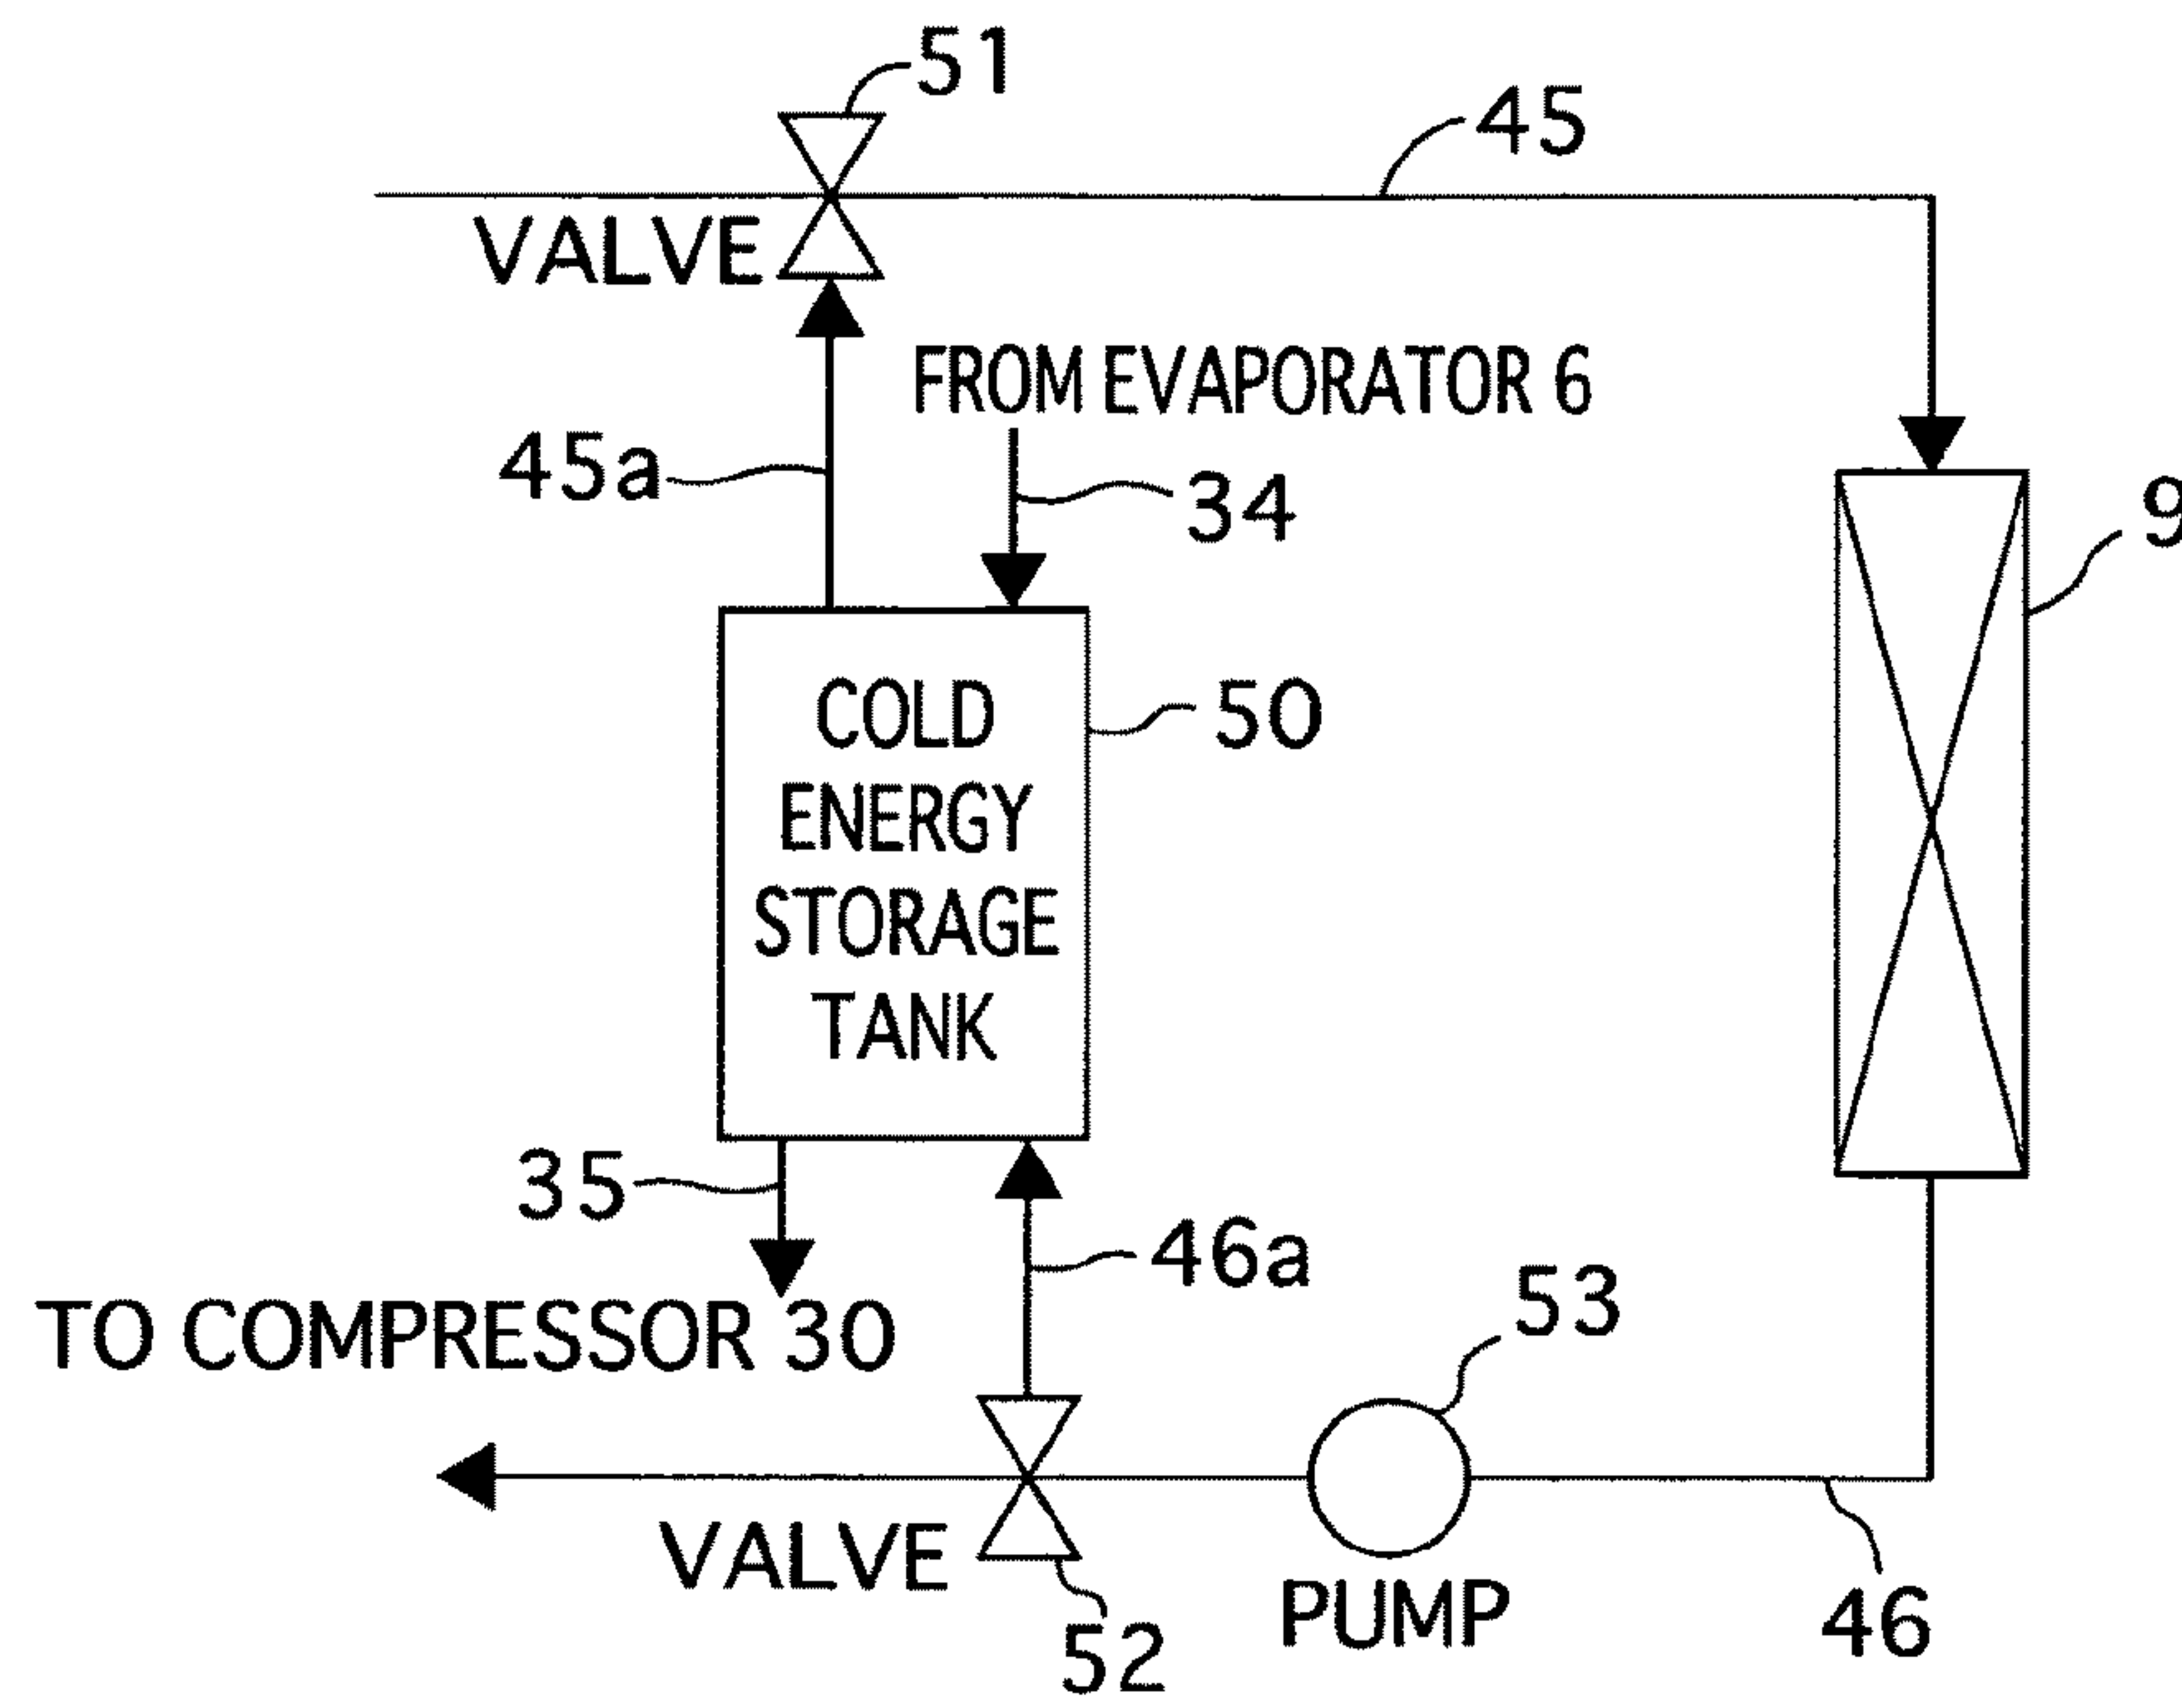 51
45
VALVE
FROM EVAPORATOR 6
45a
34
9
COLD
ENERGY
STORAGE
TANK
50
35
46a
TO COMPRESSOR 30
53
VALVE
PUMP
52
46